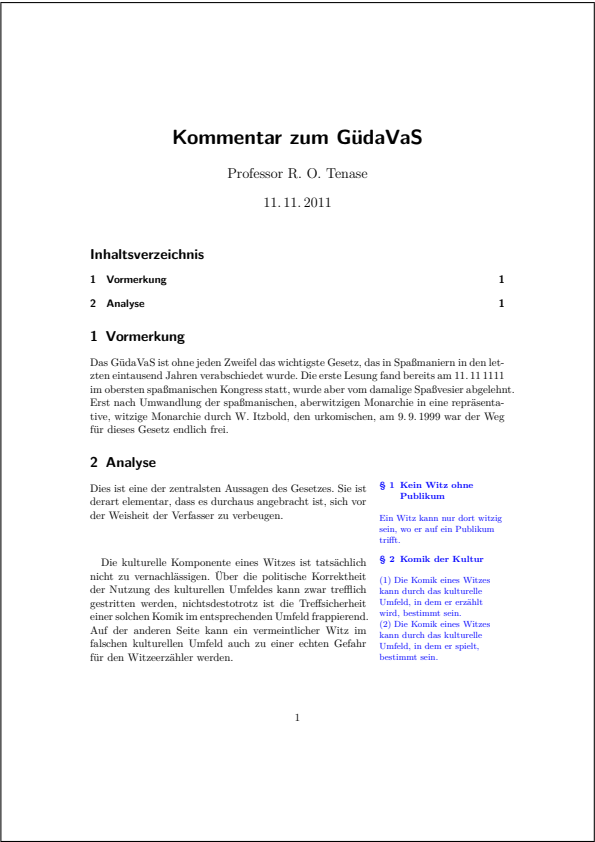 Kommentar zum GüdaVaS
Professor R. O. Tenase
11. 11. 2011
Inhaltsverzeichnis
1 Vormerkung 1
2 Analyse 1
1 Vormerkung
Das GüdaVaS ist ohne jeden Zweifel das wichtigste Gesetz, das in Spaßmaniern in den let-
zten eintausend Jahren verabschiedet wurde. Die erste Lesung fand bereits am 11. 11 1111
im obersten spaßmanischen Kongress statt, wurde aber vom damalige Spaßvesier abgelehnt.
Erst nach Umwandlung der spaßmanischen, aberwitzigen Monarchie in eine repräsenta-
tive, witzige Monarchie durch W. Itzbold, den urkomischen, am 9. 9. 1999 war der Weg
für dieses Gesetz endlich frei.
2 Analyse
Dies ist eine der zentralsten Aussagen des Gesetzes. Sie ist
derart elementar, dass es durchaus angebracht ist, sich vor
der Weisheit der Verfasser zu verbeugen.
§ 1 Kein Witz ohne
Publikum
Ein Witz kann nur dort witzig
sein, wo er auf ein Publikum
trifft.
Die kulturelle Komponente eines Witzes ist tatsächlich
nicht zu vernachlässigen. Über die politische Korrektheit
der Nutzung des kulturellen Umfeldes kann zwar trefflich
gestritten werden, nichtsdestotrotz ist die Treffsicherheit
einer solchen Komik im entsprechenden Umfeld frappierend.
Auf der anderen Seite kann ein vermeintlicher Witz im
falschen kulturellen Umfeld auch zu einer echten Gefahr
für den Witzeerzähler werden.
§ 2 Komik der Kultur
(1) Die Komik eines Witzes
kann durch das kulturelle
Umfeld, in dem er erzählt
wird, bestimmt sein.
(2) Die Komik eines Witzes
kann durch das kulturelle
Umfeld, in dem er spielt,
bestimmt sein.
1